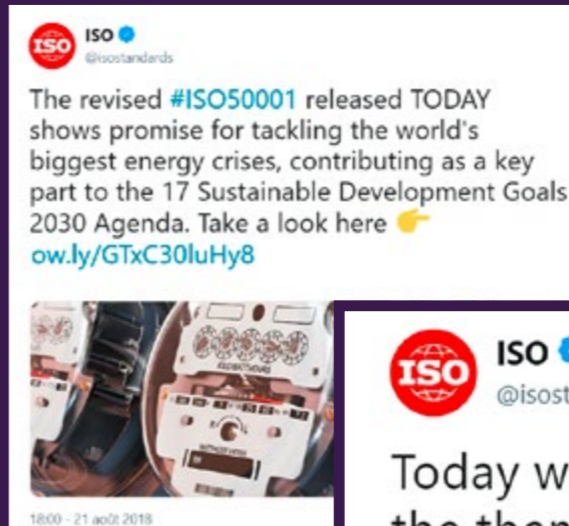 ISO
ISO
@isostandards
The revised #ISO50001 released TODAY
shows promise for tackling the world's
biggest energy crises, contributing as a key
part to the 17 Sustainable Development Goals
2030 Agenda. Take a look here
ow.ly/GTxC30luHy8
KILOWATTHOURS
18:00 - 21 août 2018
ISO
ISO
@isost
Today w